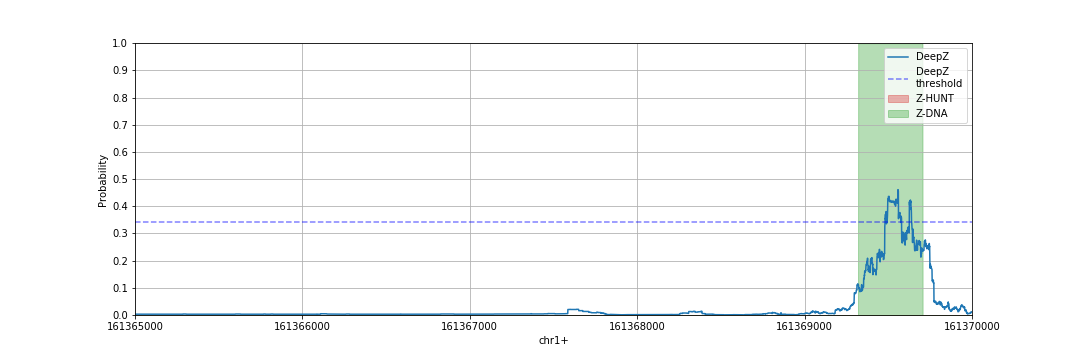 1.0
0.9
0.8
0.7
0.6
0.5
0.4
0.3
0.2
0.1
0.0
Probability
161365000 161366000 161367000 161368000 161369000 161370000
chr1+
DeepZ
DeepZ
threshold
Z-HUNT
Z-DNA